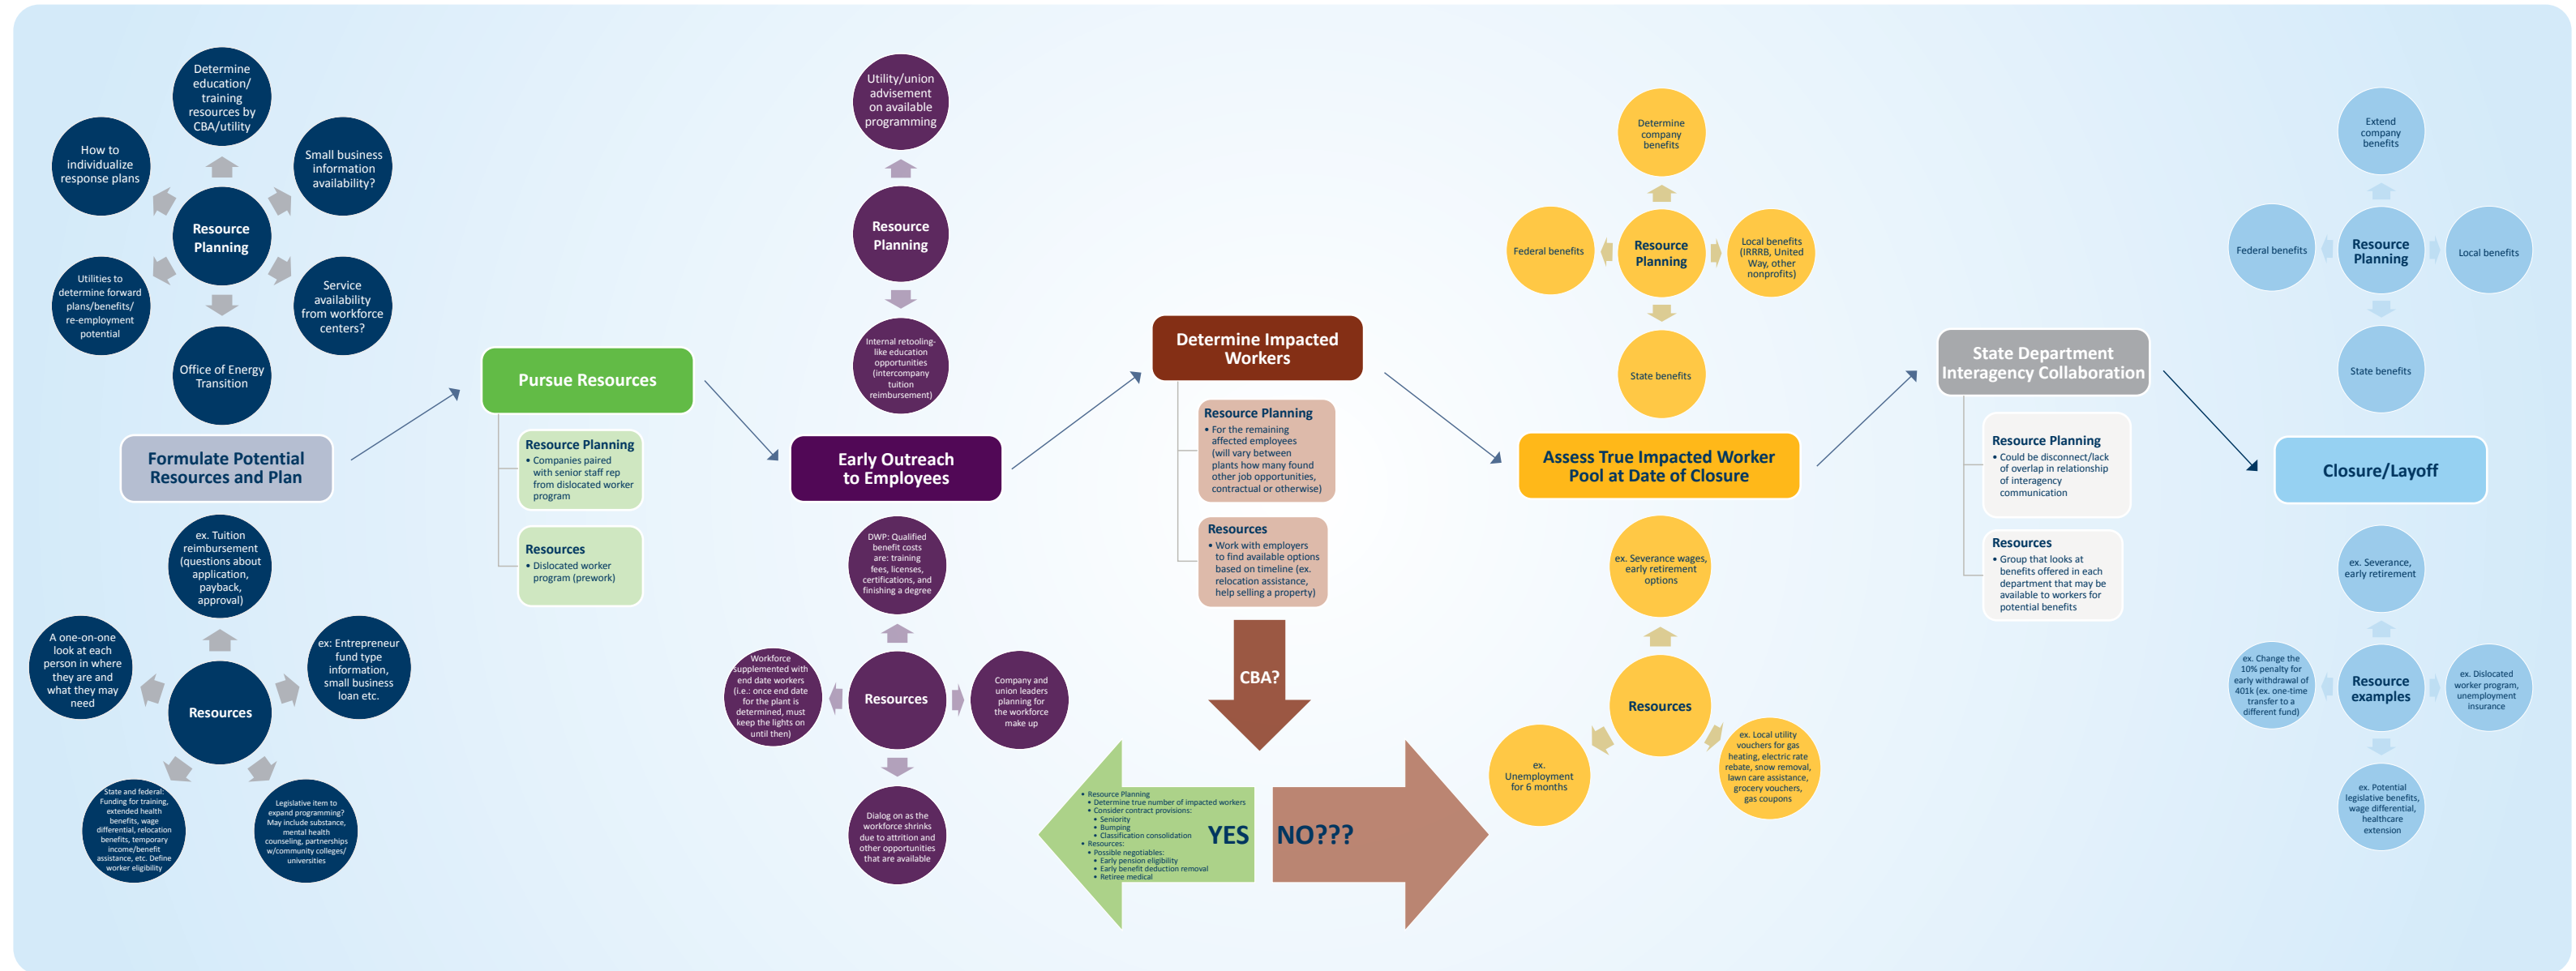 Determine
education/
training
resources by
CBA/utility
How to
individualize
response plans
Small business
information
availability?
Resource
Planning
Utilities to
determine forward
plans/benefits/
re-employment
potential
Service
availability
from workforce
centers?
Office of Energy
Transition
Formulate Potential
Resources and Plan
ex. Tuition
reimbursement
(questions about
application,
payback,
approval)
A one-on-one
look at each
person in where
they are and
what they may
need
ex: Entrepreneur
fund type
information,
small business
loan etc.
Resources
State and federal:
Funding for training,
extended health
benefits, wage
differential, relocation
benefits, temporary
income/benefit
assistance, etc. Define
worker eligibility
Legislative item to
expand programming?
May include substance,
mental health
counseling, partnerships
w/community colleges/
universities
Pursue Resources
Resource Planning
• Companies paired
with senior staff rep
from dislocated worker
program
Resources
• Dislocated worker
program (prework)
Utility/union
advisement
on available
programming
Resource
Planning
Internal retooling-
like education
opportunities
(intercompany
tuition
reimbursement)
Early Outreach
to Employees
DWP: Qualified
benefit costs
are: training
fees, licenses,
certifications, and
finishing a degree
Workforce
supplemented with
end date workers
(i.e.: once end date
for the plant is
determined, must
keep the lights on
until then)
Resources
Company and
union leaders
planning for
the workforce
make up
Dialog on as the
workforce shrinks
due to attrition and
other opportunities
that are available
Determine Impacted
Workers
Resource Planning
• For the remaining
affected employees
(will vary between
plants how many found
other job opportunities,
contractual or otherwise)
Resources
• Work with employers
to find available options
based on timeline (ex.
relocation assistance,
help selling a property)
CBA?
• Resource Planning
• Determine true number of impacted workers
• Consider contract provisions:
• Seniority
• Bumping
• Classification consolidation
• Resources:
• Possible negotiables:
• Early pension eligibility
• Early benefit deduction removal
• Retiree medical
YES
NO???
Determine
company
benefits
Federal benefits
Resource
Planning
Local benefits
(IRRRB, United
Way, other
nonprofits)
State benefits
Assess True Impacted Worker
Pool at Date of Closure
ex. Severance wages,
early retirement
options
Resources
ex.
Unemployment
for 6 months
ex. Local utility
vouchers for gas
heating, electric rate
rebate, snow removal,
lawn care assistance,
grocery vouchers,
gas coupons
State Department
Interagency Collaboration
Resource Planning
• Could be disconnect/lack
of overlap in relationship
of interagency
communication
Resources
• Group that looks at
benefits offered in each
department that may be
available to workers for
potential benefits
Extend
company
benefits
Federal benefits
Resource
Planning
Local benefits
State benefits
Closure/Layoff
ex. Severance,
early retirement
ex. Change the
10% penalty for
early withdrawal of
401k (ex. one-time
transfer to a
different fund)
Resource
examples
ex. Dislocated
worker program,
unemployment
insurance
ex. Potential
legislative benefits,
wage differential,
healthcare
extension